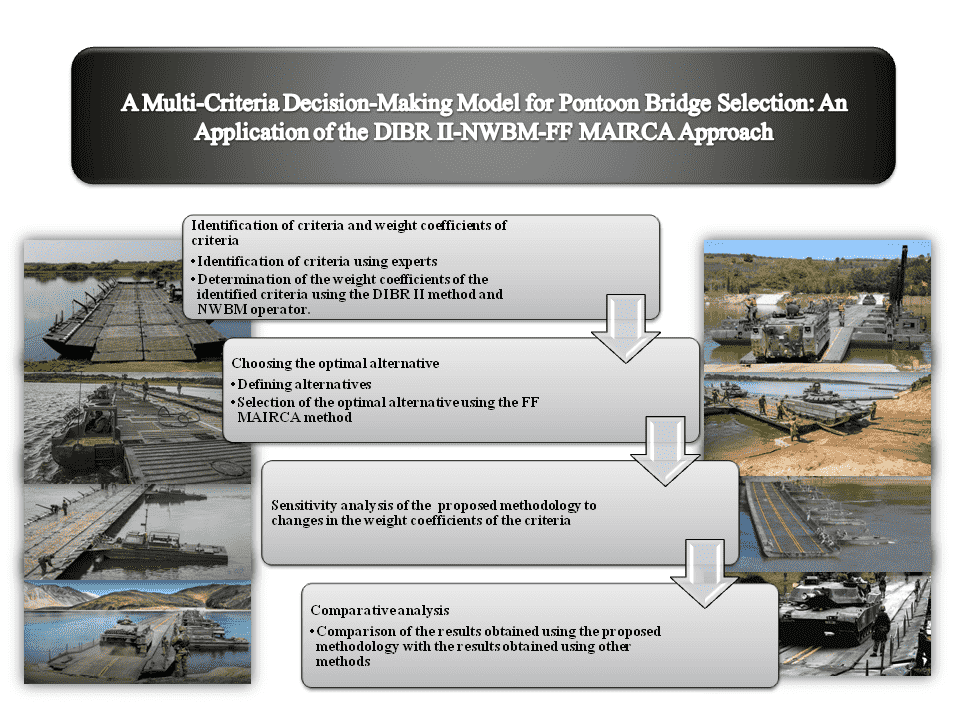 A Multi-Criteria Decision-Making Model for Pontoon Bridge Selection: An
Application of the DIBR II-NWBM-FF MAIRCA Approach
Identification of criteria and weight coefficients of
criteria
•Identification of criteria using experts
•Determination of the weight coefficients of the
identified criteria using the DIBR II method and
NWBM operator.
Choosing the optimal alternative
•Defining alternatives
•Selection of the optimal alternative using the FF
MAIRCA method
Sensitivity analysis of the proposed methodology to
changes in the weight coefficients of the criteria
Comparative analysis
•Comparison of the results obtained using the proposed
methodology with the results obtained using other
methods